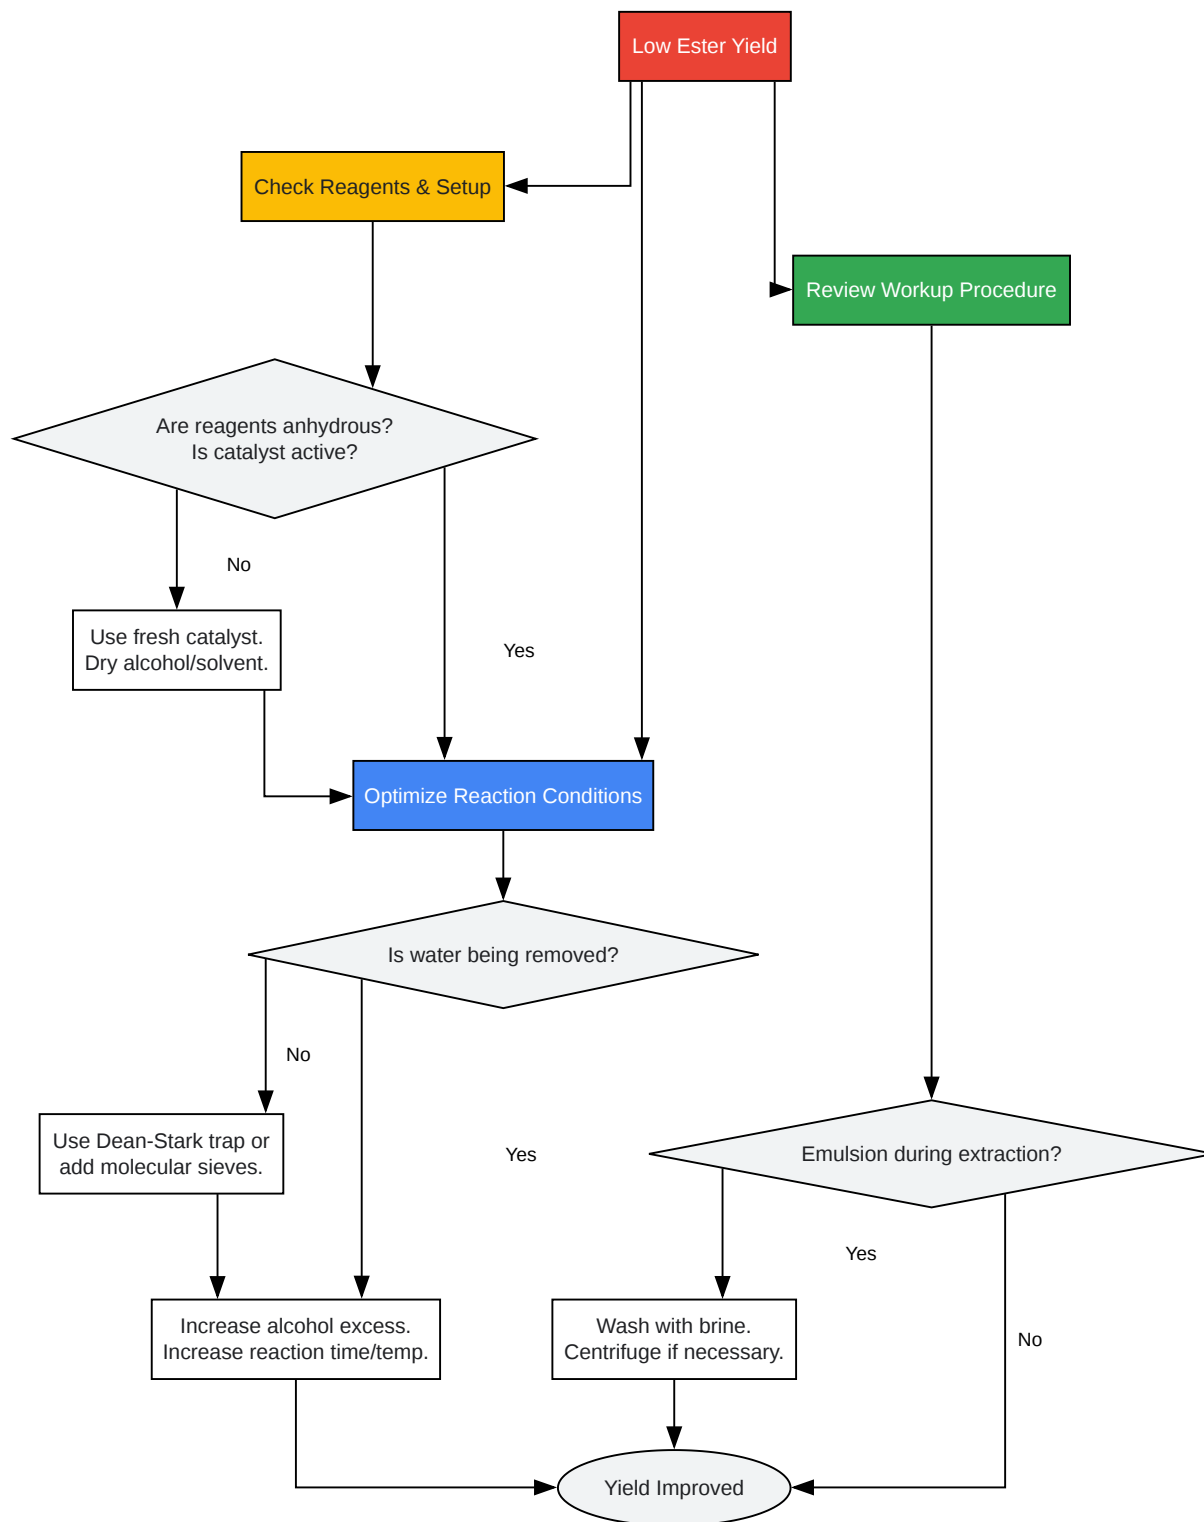 Low Ester Yield
Check Reagents & Setup
Review Workup Procedure
Are reagents anhydrous?
Is catalyst active?
No
Use fresh catalyst.
Dry alcohol/solvent.
Yes
Optimize Reaction Conditions
Is water being removed?
No
Use Dean-Stark trap or
add molecular sieves.
Yes
Emulsion during extraction?
Yes
Increase alcohol excess.
Increase reaction time/temp.
Wash with brine.
Centrifuge if necessary.
No
Yield Improved